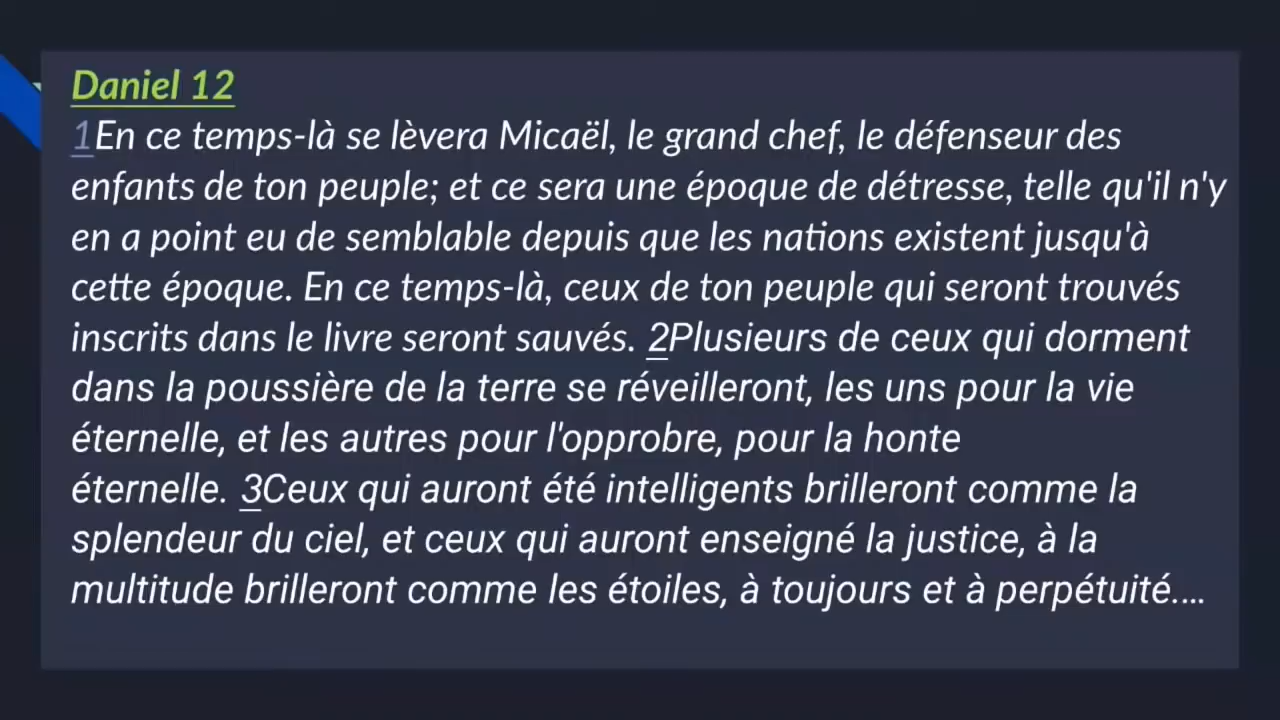 Daniel 12
1En ce temps-là se lèvera Micaël, le grand chef, le défenseur des
enfants de ton peuple; et ce sera une époque de détresse, telle qu'il n'y
en a point eu de semblable depuis que les nations existent jusqu'à
cette époque. En ce temps-là, ceux de ton peuple qui seront trouvés
inscrits dans le livre seront sauvés. 2Plusieurs de ceux qui dorment
dans la poussière de la terre se réveilleront, les uns pour la vie
éternelle, et les autres pour l'opprobre, pour la honte
éternelle. 3Ceux qui auront été intelligents brilleront comme la
splendeur du ciel, et ceux qui auront enseigné la justice, à la
multitude brilleront comme les étoiles, à toujours et à perpétuité.…